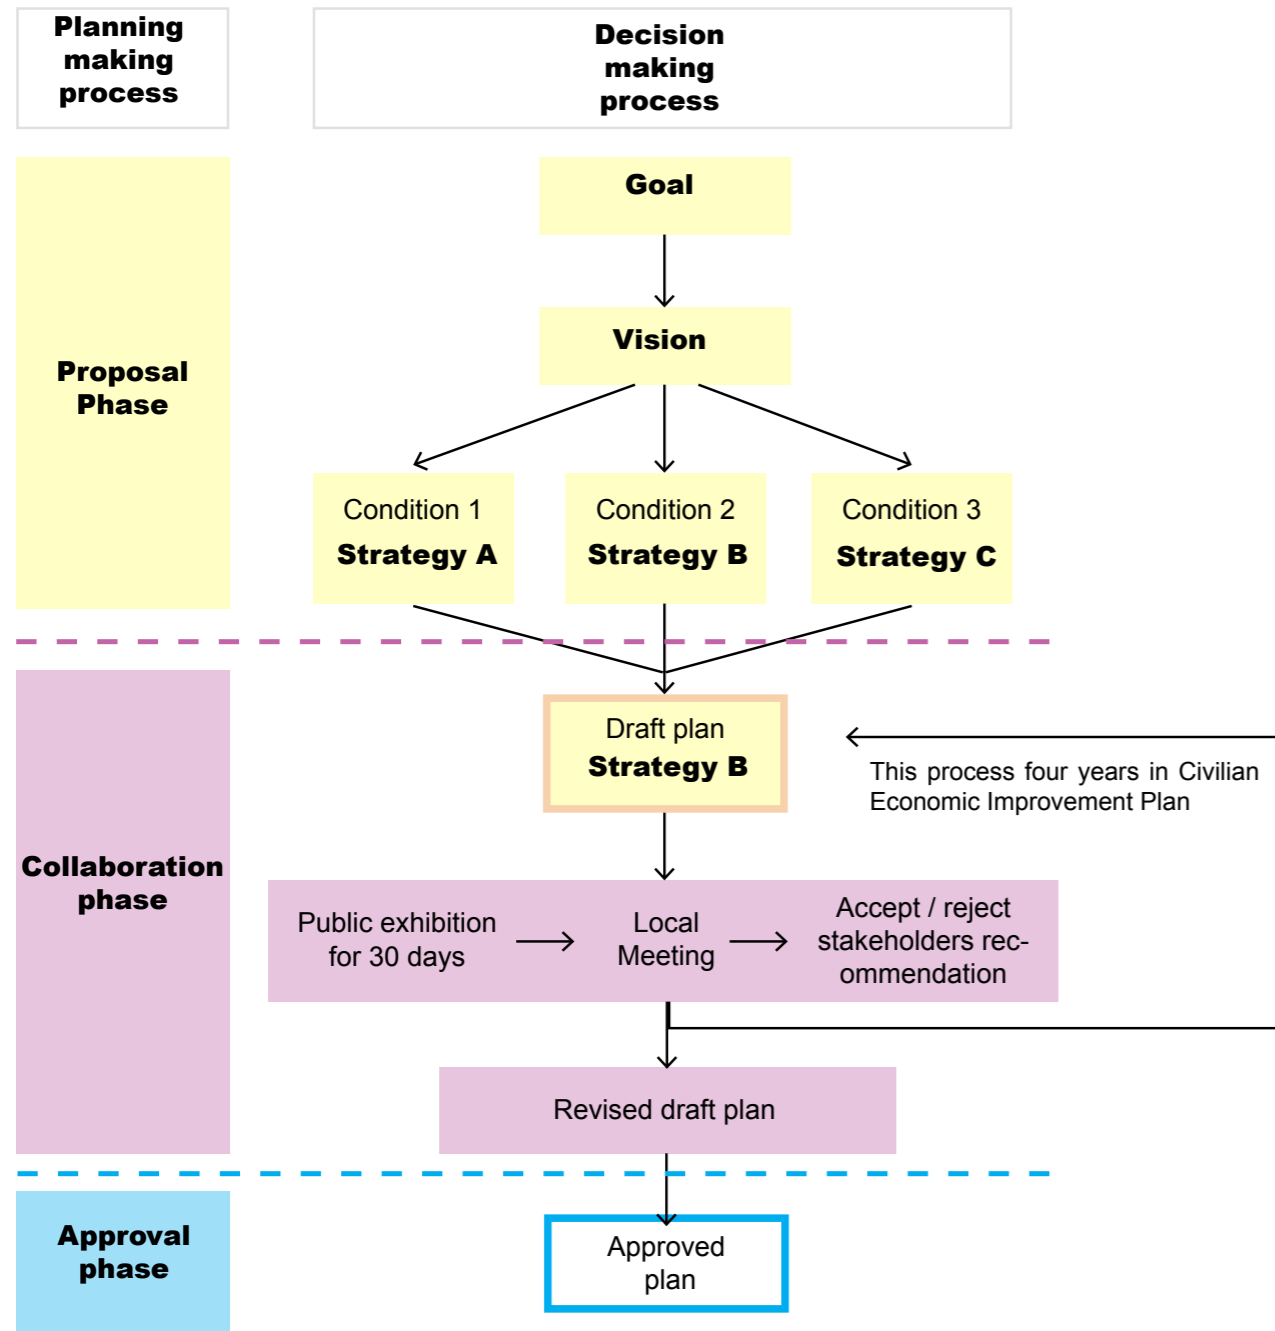 Planning
making
process
Decision
making
process
Proposal
Phase
Goal
Vision
Condition 1
Strategy A
Condition 2
Strategy B
Condition 3
Strategy C
Collaboration
phase
Draft plan
Strategy B
This process four years in Civilian
Economic Improvement Plan
Public exhibition
for 30 days
Local
Meeting
Accept / reject
stakeholders rec-
ommendation
Revised draft plan
Approval
phase
Approved
plan